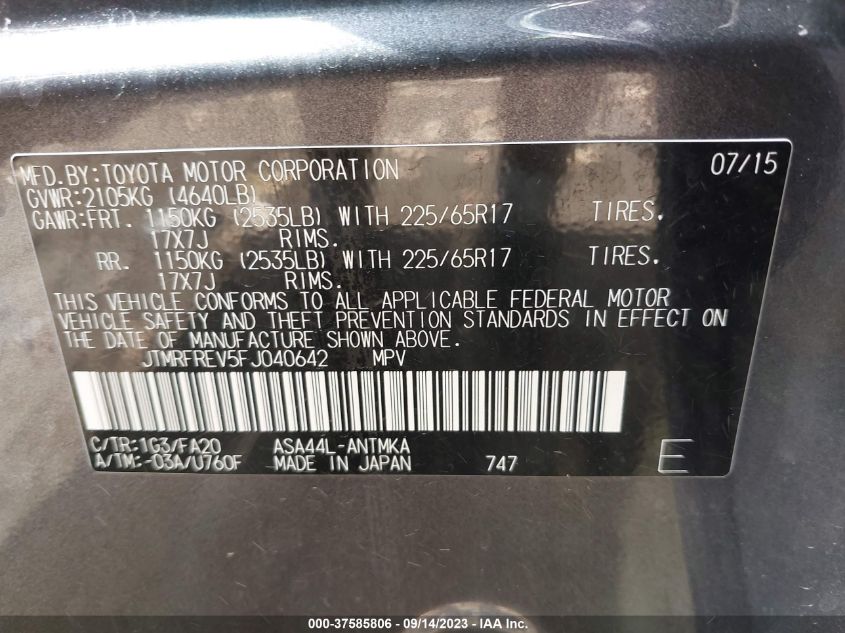 MFD.BY:TOYOTA MOTOR CORPORATION 07/15
GVWR:2105KG (4640LB)
GAWR:FRT. 1150KG (2535LB) WITH 225/65R17 TIRES.
17X7J RIMS.
RR. 1150KG (2535LB) WITH 225/65R17 TIRES.
17X7J RIMS.
THIS VEHICLE CONFORMS TO ALL APPLICABLE FEDERAL MOTOR
VEHICLE SAFETY AND THEFT PREVENTION STANDARDS IN EFFECT ON
THE DATE OF MANUFACTURE SHOWN ABOVE.
JTMRFREV5FJ040642 MPV
C/TR:1G3/FA20 ASA44L-ANTMKA
A/TM:-03A/U760F MADE IN JAPAN 747 E
000-37585806 - 09/14/2023 - IAAI.com